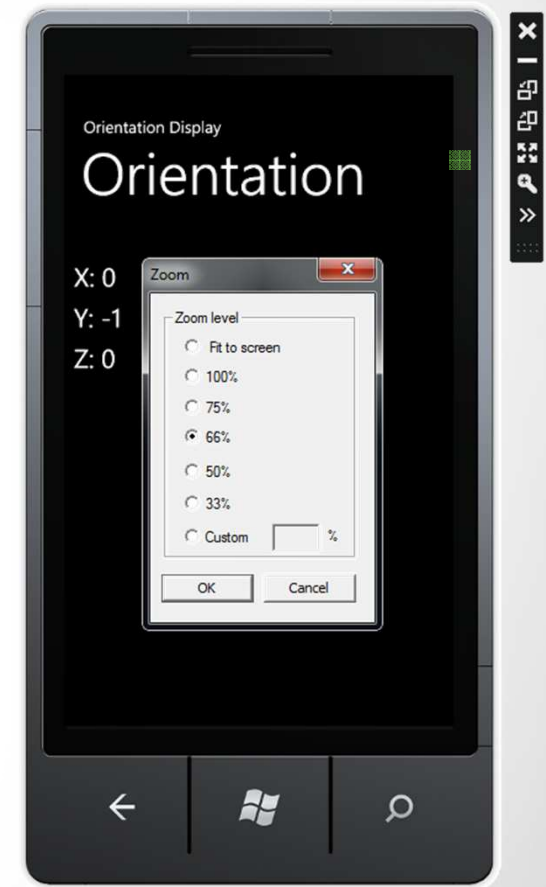 Orientation Display
Orientation
X: 0
Y: -1
Z: 0
Zoom
Zoom level
Fit to screen
100%
75%
66%
50%
33%
Custom %
OK Cancel